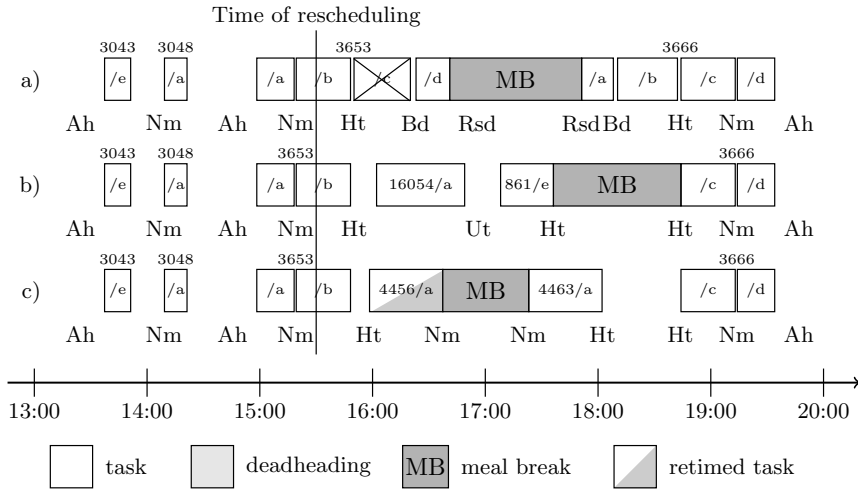 Time of rescheduling
3043 3048 3653 3666
a) /e /a /a /b /c /d MB /a /b /c /d
Ah Nm Ah Nm Ht Bd Rsd Rsd Bd Ht Nm Ah
3043 3048 3653 3666
b) /e /a /a /b 16054/a 861/e MB /c /d
Ah Nm Ah Nm Ht Ut Ht Ht Nm Ah
3043 3048 3653 3666
c) /e /a /a /b 4456/a MB 4463/a /c /d
Ah Nm Ah Nm Ht Nm Nm Ht Ht Nm Ah
13:00 14:00 15:00 16:00 17:00 18:00 19:00 20:00
task deadheading MB meal break retimed task